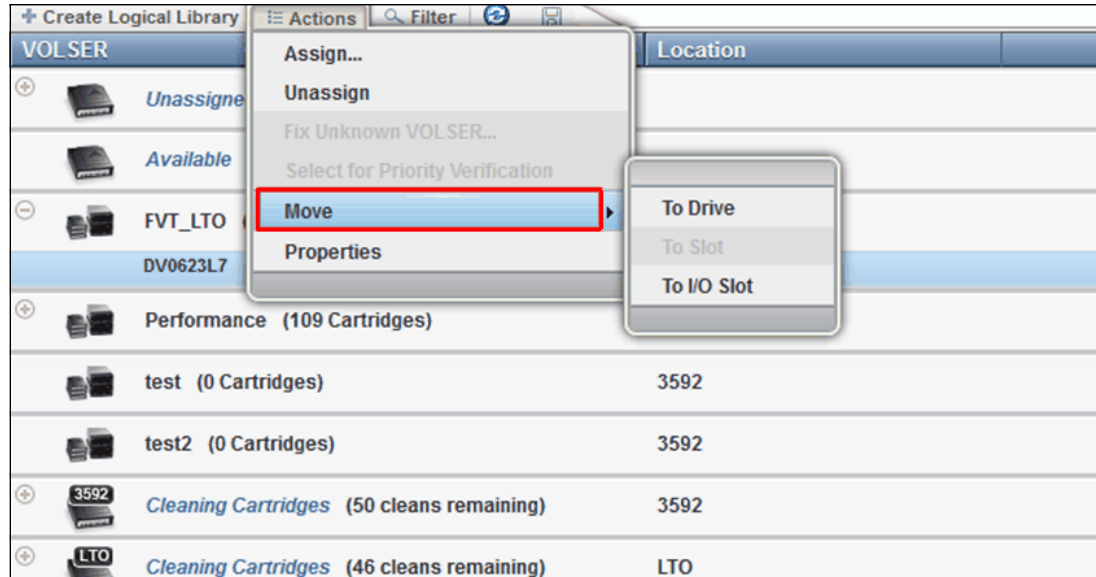 Create Logical Library Actions Filter
VOLSER Location
Assign...
Unassign
Fix Unknown VOLSER...
Select for Priority Verification
Move
Properties
To Drive
To Slot
To I/O Slot
Unassigne
Available
FVT_LTO
DV0623L7
Performance (109 Cartridges)
test (0 Cartridges) 3592
test2 (0 Cartridges) 3592
3592 Cleaning Cartridges (50 cleans remaining) 3592
LTO Cleaning Cartridges (46 cleans remaining) LTO